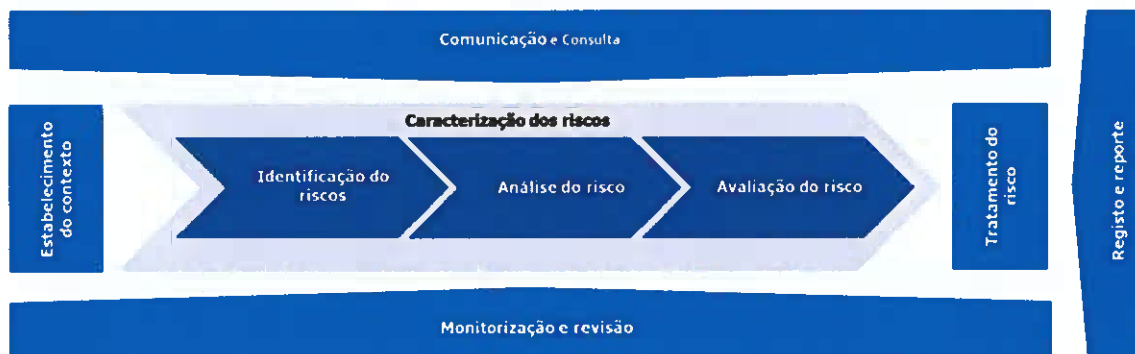 Comunicação e Consulta
Estabelecimento
do contexto
Caracterização dos riscos
Identificação do
riscos
Análise do risco
Avaliação do risco
Tratamento do
risco
Registo e reporte
Monitorização e revisão